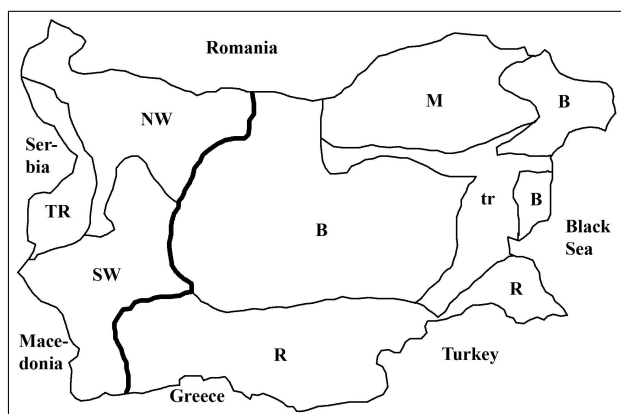 Romania
M
B
NW
Ser-
bia
TR
tr
B
B
Black
Sea
SW
R
Mace-
donia
R
Turkey
Greece